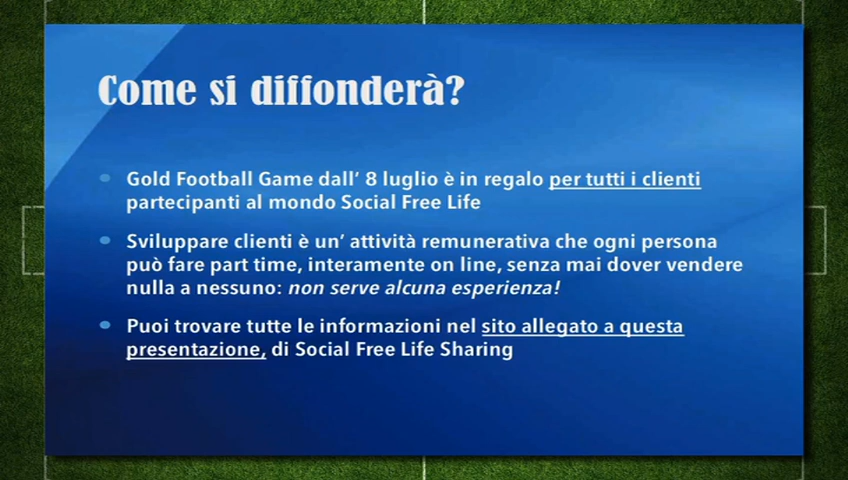 Come si diffonderà?
Gold Football Game dall' 8 luglio è in regalo per tutti i clienti
partecipanti al mondo Social Free Life
Sviluppare clienti è un' attività remunerativa che ogni persona
può fare part time, interamente on line, senza mai dover vendere
nulla a nessuno: non serve alcuna esperienza!
Puoi trovare tutte le informazioni nel sito allegato a questa
presentazione, di Social Free Life Sharing